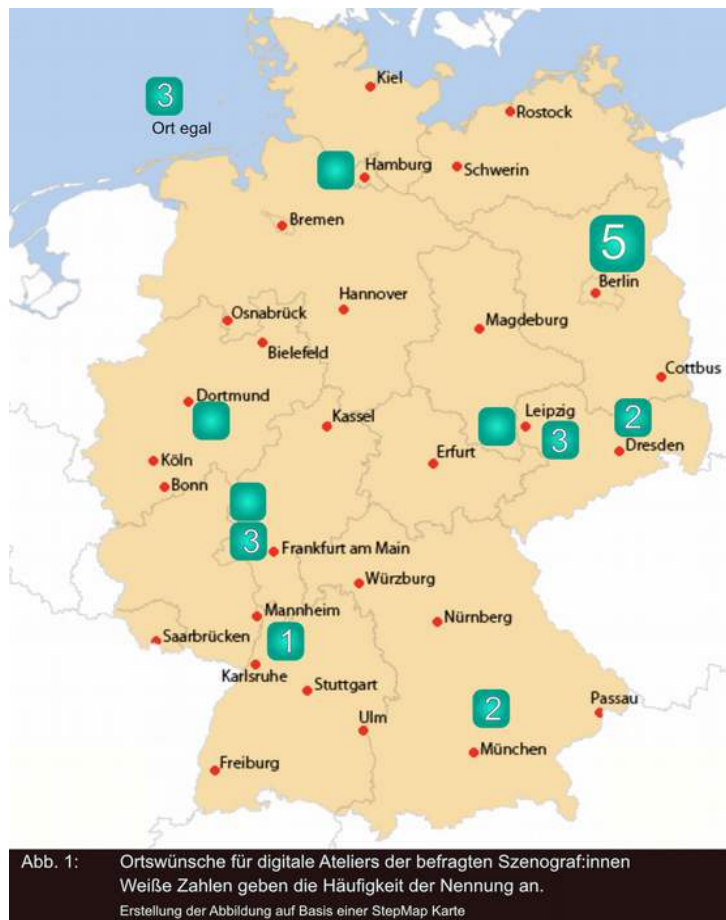 Kiel
3
Ort egal
Rostock
Hamburg
Schwerin
Bremen
5
Berlin
Hannover
Osnabrück
Magdeburg
Bielefeld
Cottbus
Dortmund
Kassel
Leipzig
2
3
Dresden
Köln
Erfurt
Bonn
3
Frankfurt am Main
Würzburg
Mannheim
Nürnberg
Saarbrücken
1
Karlsruhe
Stuttgart
2
Passau
Ulm
München
Freiburg
Abb. 1: Ortswünsche für digitale Ateliers der befragten Szenograf:innen
Weiße Zahlen geben die Häufigkeit der Nennung an.
Erstellung der Abbildung auf Basis einer StepMap Karte